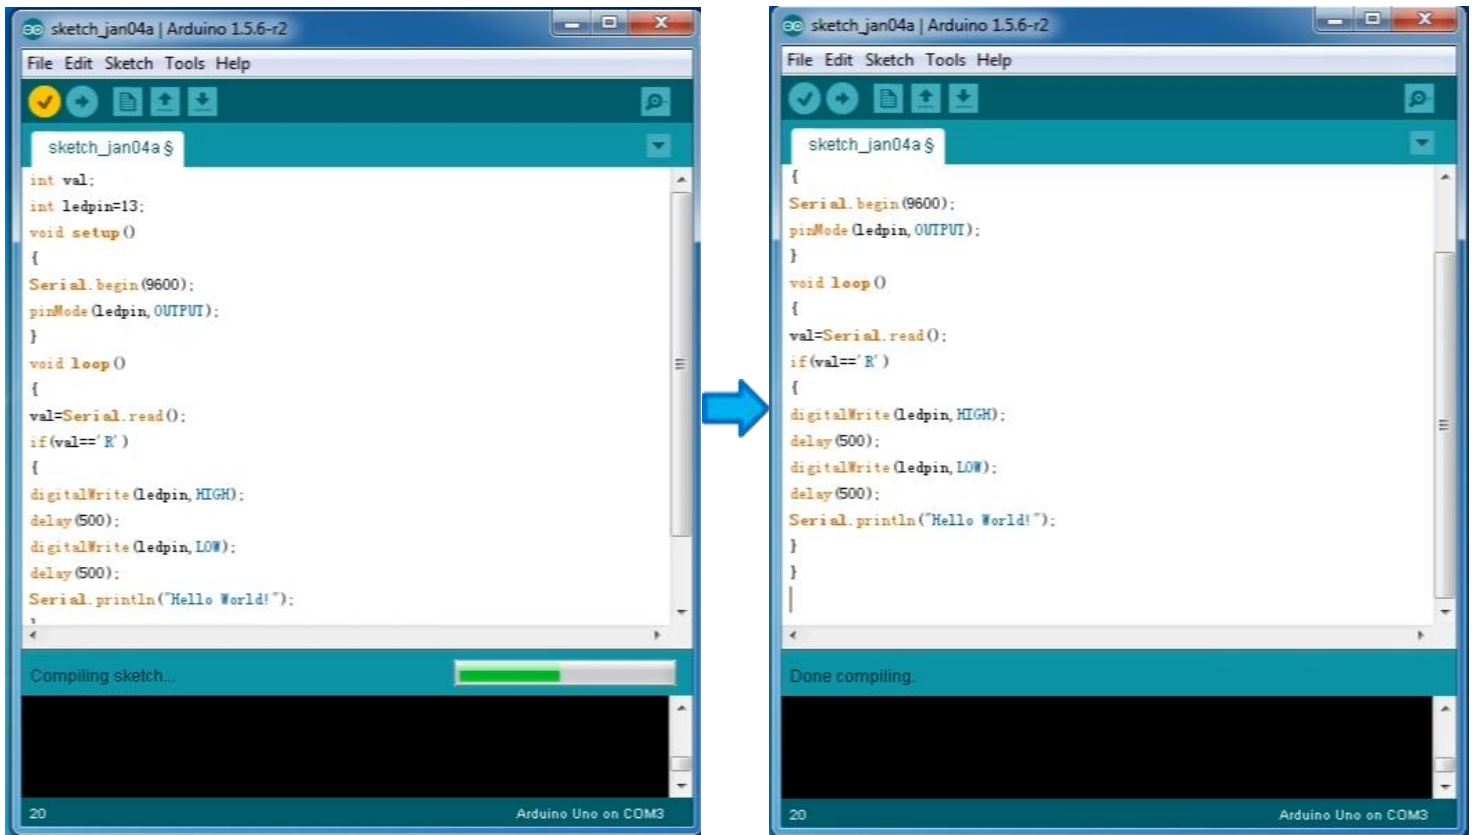 sketch_jan04a | Arduino 1.5.6-r2
File Edit Sketch Tools Help
sketch_jan04a §
int val;
int ledpin=13;
void setup()
{
Serial.begin(9600);
pinMode(ledpin,OUTPUT);
}
void loop()
{
val=Serial.read();
if(val=='R')
{
digitalWrite(ledpin,HIGH);
delay(500);
digitalWrite(ledpin,LOW);
delay(500);
Serial.println("Hello World!");
Compiling sketch...
20 Arduino Uno on COM3
sketch_jan04a | Arduino 1.5.6-r2
File Edit Sketch Tools Help
sketch_jan04a §
{
Serial.begin(9600);
pinMode(ledpin,OUTPUT);
}
void loop()
{
val=Serial.read();
if(val=='R')
{
digitalWrite(ledpin,HIGH);
delay(500);
digitalWrite(ledpin,LOW);
delay(500);
Serial.println("Hello World!");
}
}
Done compiling.
20 Arduino Uno on COM3